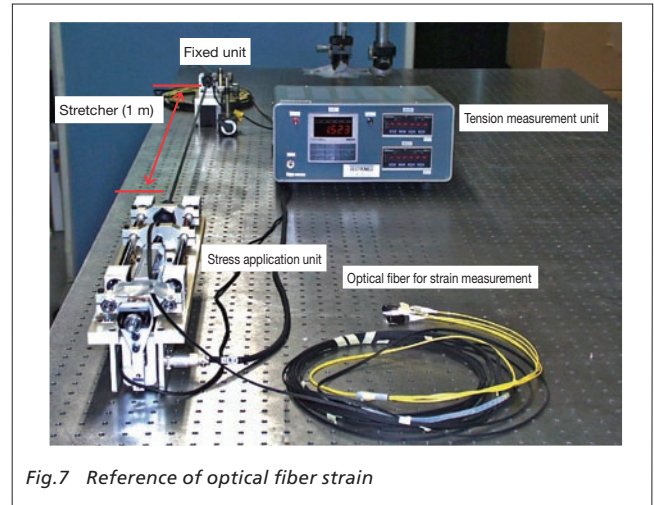 Fixed unit
Stretcher (1 m)
Tension measurement unit
1523
Stress application unit
Optical fiber for strain measurement
Fig.7 Reference of optical fiber strain